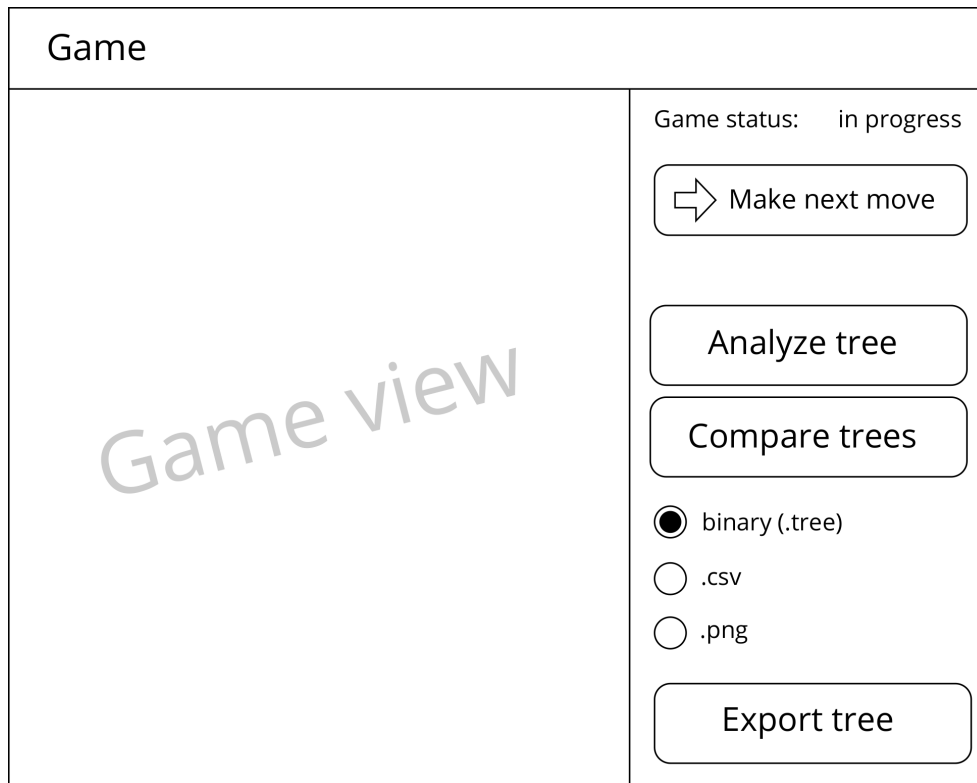 Game
Game status: in progress
Make next move
Game view
Analyze tree
Compare trees
binary (.tree)
.csv
.png
Export tree